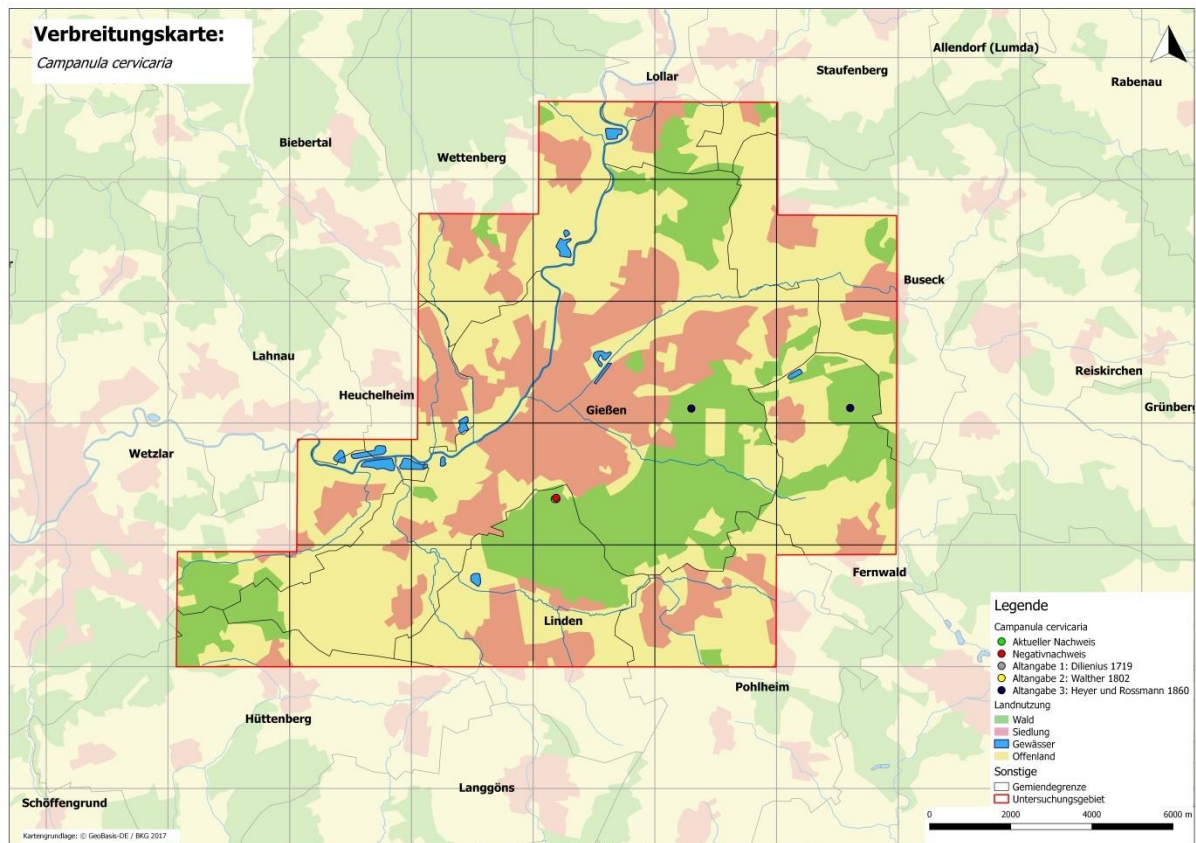 Verbreitungskarte:
Campanula cervicaria
Allendorf (Lumda)
Lollar
Staufenberg
Rabenau
Biebertal
Wettenberg
Buseck
Lahnau
Reiskirchen
Heuchelheim
Gießen
Grünberg
Wetzlar
Fernwald
Linden
Pohlheim
Hüttenberg
Langgöns
Schöffengrund
Legende
Campanula cervicaria
Aktueller Nachweis
Negativnachweis
Altangabe 1: Dilienius 1719
Altangabe 2: Walther 1802
Altangabe 3: Heyer und Rossmann 1860
Landnutzung
Wald
Siedlung
Gewässer
Offenland
Sonstige
Gemiendegrenze
Untersuchungsgebiet
0 2000 4000 6000 m
Kartengrundlage: © GeoBasis-DE / BKG 2017